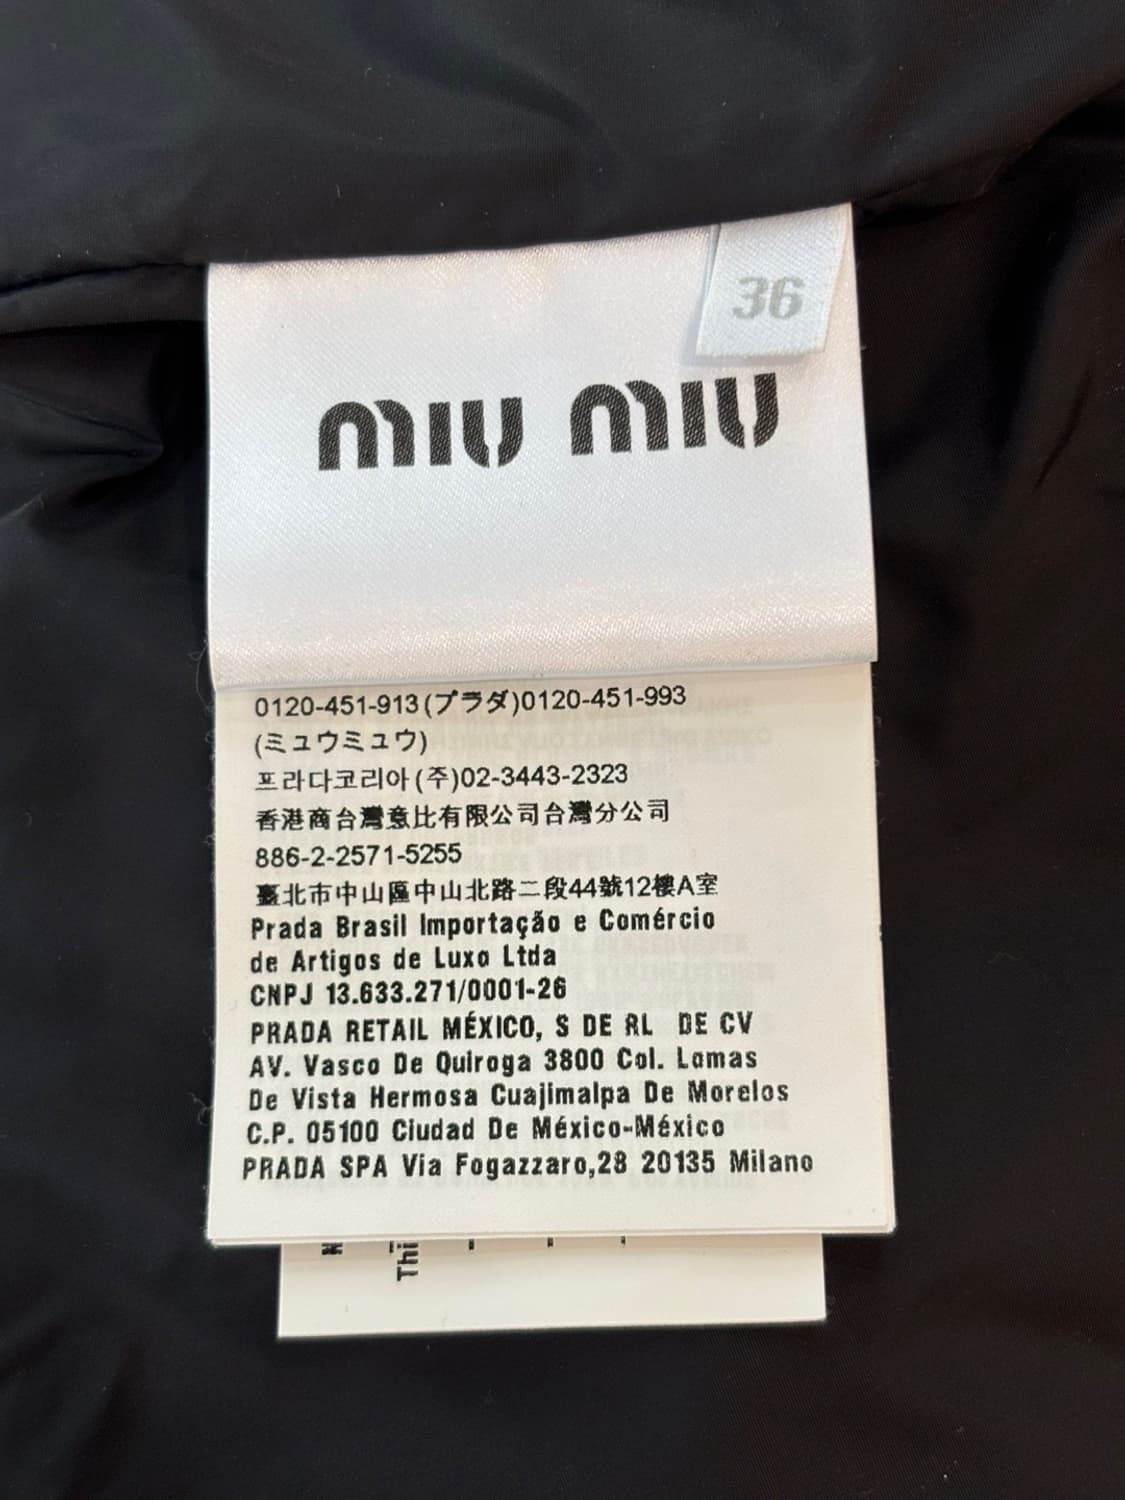 36
miu miu
0120-451-913(プラダ)0120-451-993
(ミュウミュウ)
프라다코리아(주)02-3443-2323
香港商台灣意比有限公司台灣分公司
886-2-2571-5255
臺北市中山區中山北路二段44號12樓A室
Prada Brasil Importação e Comércio
de Artigos de Luxo Ltda
CNPJ 13.633.271/0001-26
PRADA RETAIL MÉXICO, S DE RL DE CV
AV. Vasco De Quiroga 3800 Col. Lomas
De Vista Hermosa Cuajimalpa De Morelos
C.P. 05100 Ciudad De México-México
PRADA SPA Via Fogazzaro,28 20135 Milano
Thi